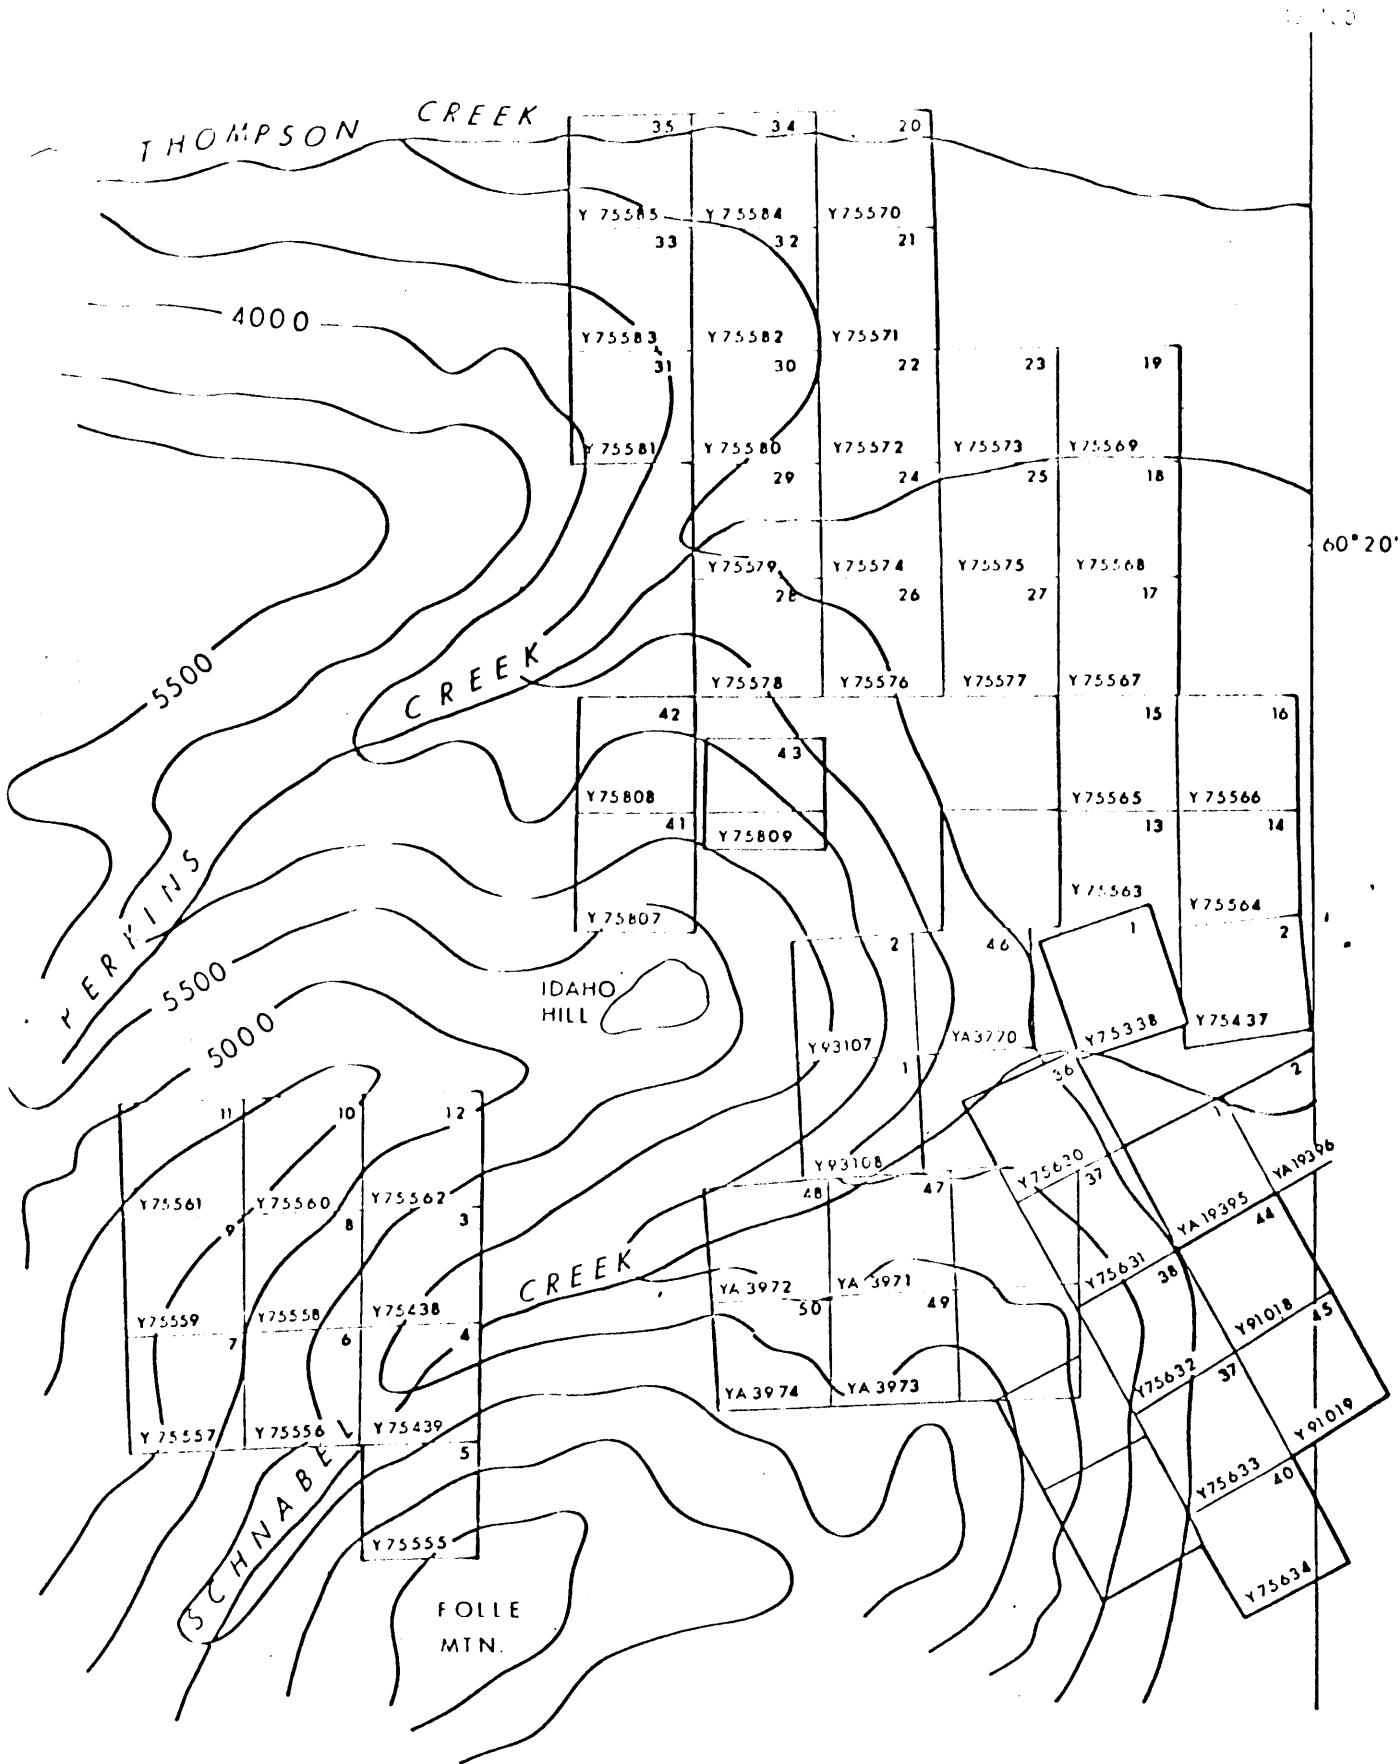 THOMPSON CREEK
35 34 20
Y 75585 Y 75584 Y75570
33 32 21
4000
Y75583 Y75582 Y75571
31 30 22 23 19
Y75581 Y75580 Y75572 Y75573 Y75569
29 24 25 18
60°20'
Y75579 Y75574 Y75575 Y75568
28 26 27 17
CREEK
5500
Y75578 Y75576 Y75577 Y75567
42 15 16
43
Y75808 Y75565 Y75566
41 13 14
Y75809
PERKINS
Y75563 Y75564
Y75807
1 2
2 46
5500
IDAHO
HILL
5000
Y75338 Y75437
Y93107 YA3770
1 36 2
11 10 12 1
Y93108 Y75630
37
YA19396
48 47
Y75561 Y75560 Y75562
YA19395
44
9 8 3
CREEK
Y75631
38
YA 3972 YA 3971
50 49
Y75559 Y75558 Y75438
7 6 4
Y91018
45
Y75632
37
YA 3974 YA 3973
Y75557 Y75556 Y75439
5
Y91019
SCHNABEL
Y75633
40
Y75555
Y75634
FOLLE
MTN.